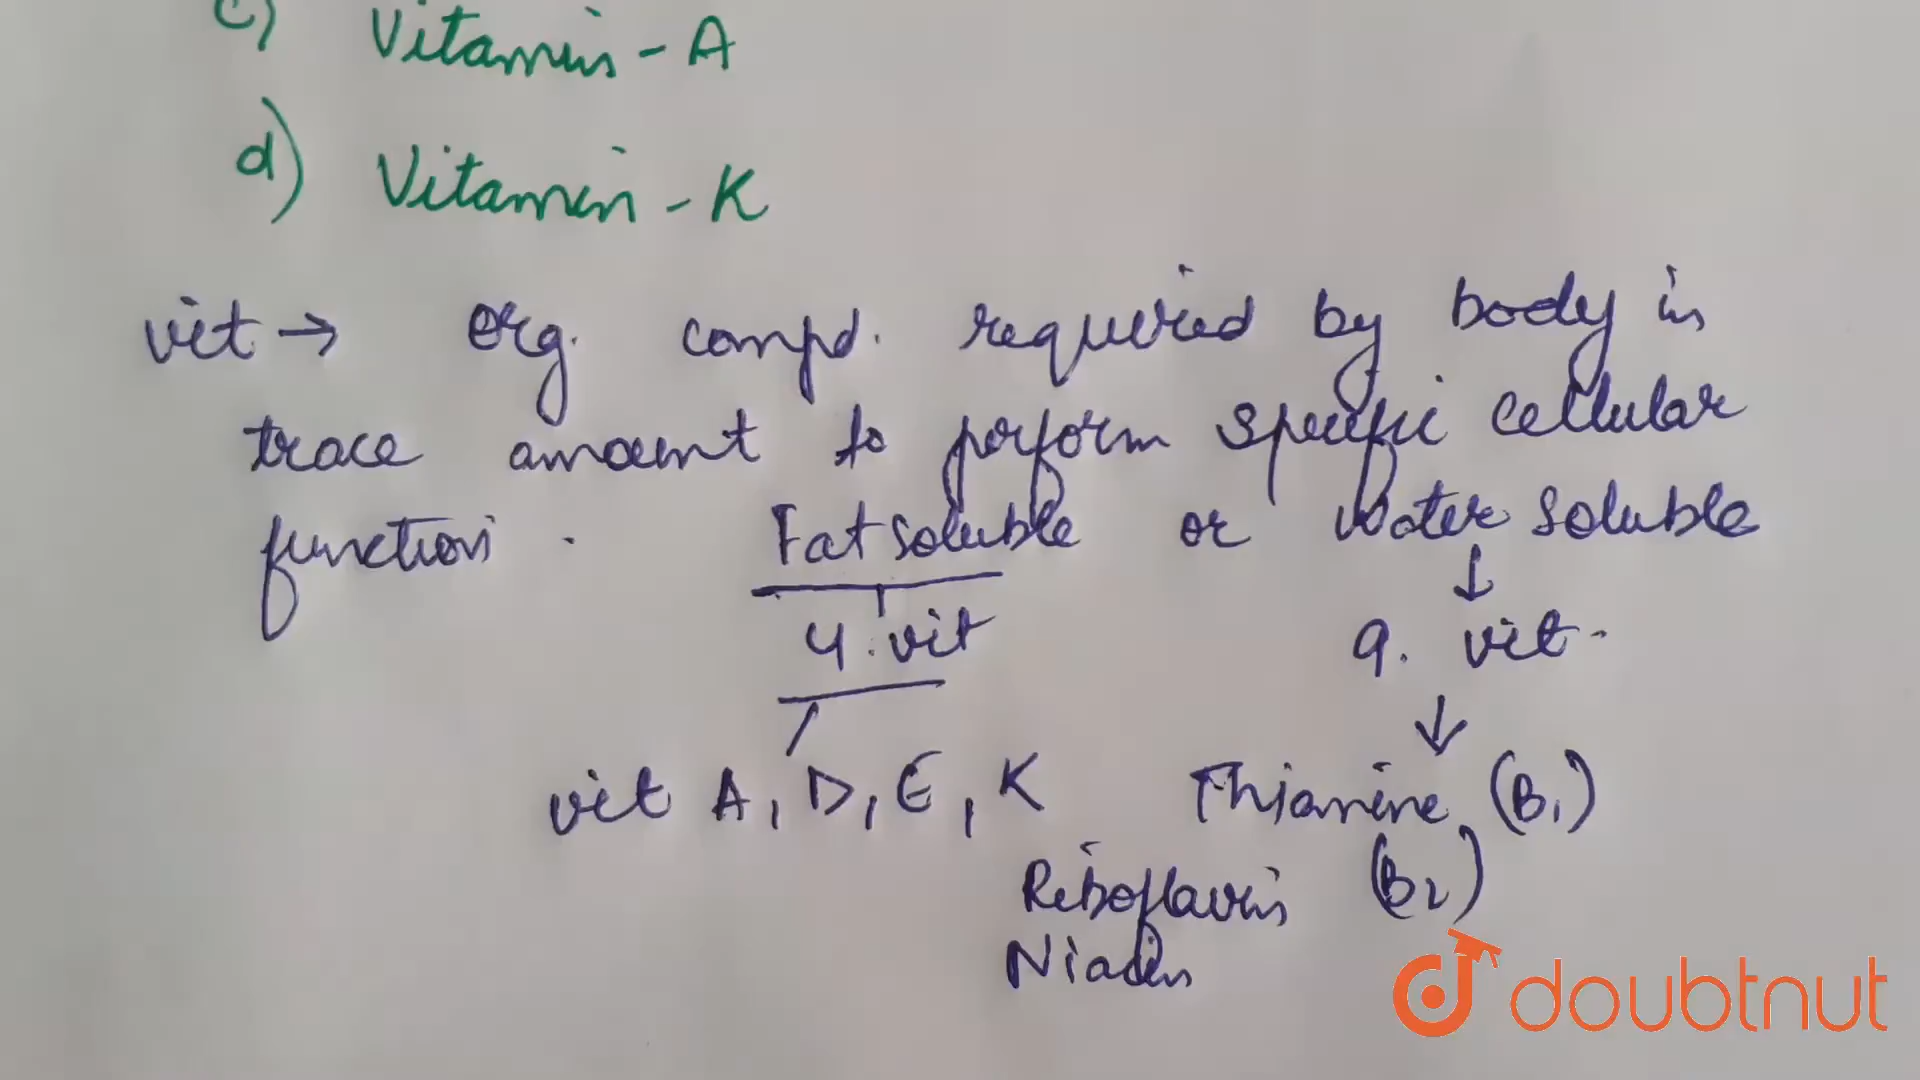 c) Vitamin - A
d) Vitamin - K
vit → org. compd. required by body in
trace amount to perform specific cellular
function. Fat soluble or water soluble
↓
4. vit 9. vit.
↓
vit A, D, E, K Thiamine (B1)
Riboflavin (B2)
Niacin
doubtnut